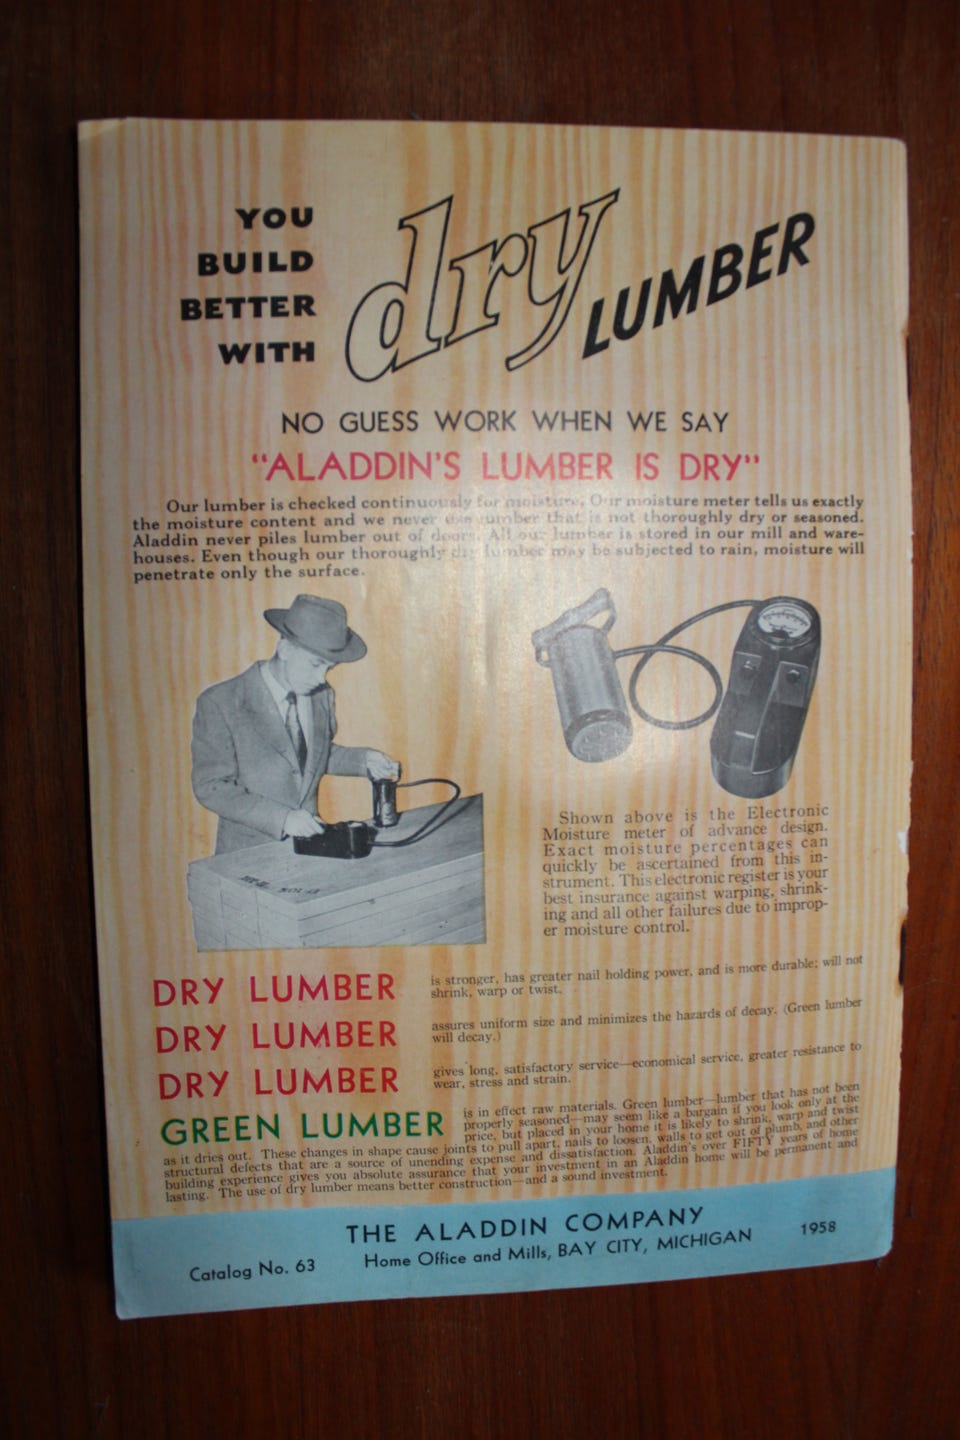 YOU
BUILD
BETTER
WITH
dry LUMBER
NO GUESS WORK WHEN WE SAY
"ALADDIN'S LUMBER IS DRY"
Our lumber is checked continuously for moisture. Our moisture meter tells us exactly
the moisture content and we never use lumber that is not thoroughly dry or seasoned.
Aladdin never piles lumber out of doors. All our lumber is stored in our mill and ware-
houses. Even though our thoroughly dry lumber may be subjected to rain, moisture will
penetrate only the surface.
Shown above is the Electronic
Moisture meter of advance design.
Exact moisture percentages can
quickly be ascertained from this in-
strument. This electronic register is your
best insurance against warping, shrink-
ing and all other failures due to improp-
er moisture control.
DRY LUMBER is stronger, has greater nail holding power, and is more durable; will not
shrink, warp or twist.
DRY LUMBER assures uniform size and minimizes the hazards of decay. (Green lumber
will decay.)
DRY LUMBER gives long, satisfactory service—economical service, greater resistance to
wear, stress and strain.
GREEN LUMBER is in effect raw materials. Green lumber—lumber that has not been
properly seasoned—may seem like a bargain if you look only at the
price, but placed in your home it is likely to shrink, warp and twist
as it dries out. These changes in shape cause joints to pull apart, nails to loosen, walls to get out of plumb, and other
structural defects that are a source of unending expense and dissatisfaction. Aladdin's over FIFTY years of home
building experience gives you absolute assurance that your investment in an Aladdin home will be permanent and
lasting. The use of dry lumber means better construction—and a sound investment.
THE ALADDIN COMPANY
Catalog No. 63 Home Office and Mills, BAY CITY, MICHIGAN 1958